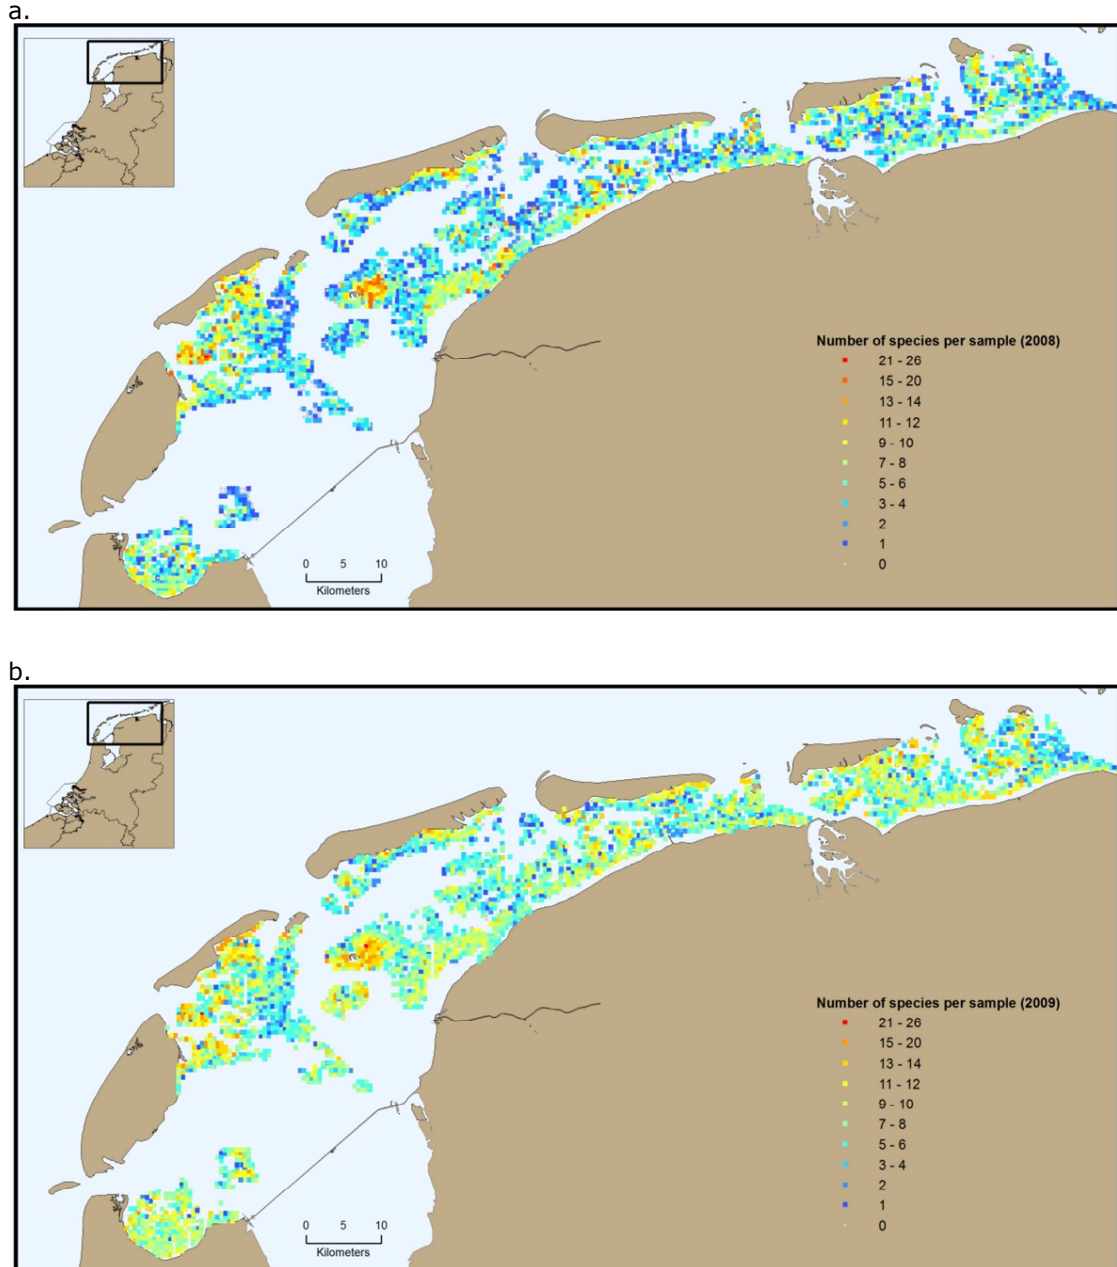 a.
Number of species per sample (2008)
21 - 26
15 - 20
13 - 14
11 - 12
9 - 10
7 - 8
5 - 6
3 - 4
2
1
0
0 5 10
Kilometers
b.
Number of species per sample (2009)
21 - 26
15 - 20
13 - 14
11 - 12
9 - 10
7 - 8
5 - 6
3 - 4
2
1
0
0 5 10
Kilometers